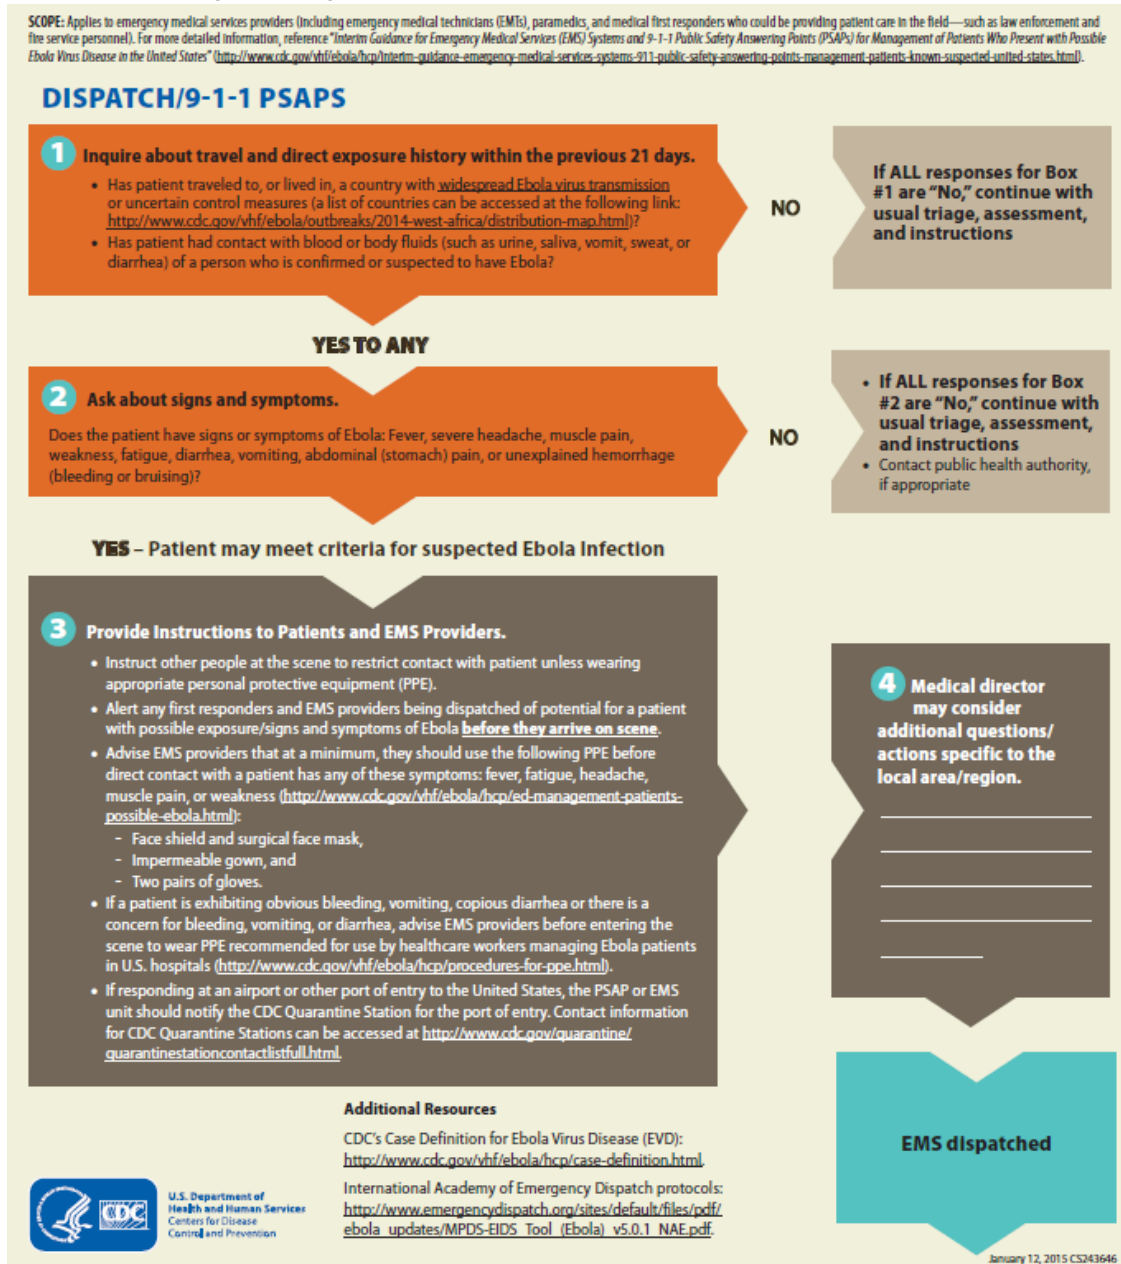 SCOPE: Applies to emergency medical services providers (including emergency medical technicians (EMTs), paramedics, and medical first responders who could be providing patient care in the field—such as law enforcement and
fire service personnel). For more detailed information, reference "Interim Guidance for Emergency Medical Services (EMS) Systems and 9-1-1 Public Safety Answering Points (PSAPs) for Management of Patients Who Present with Possible
Ebola Virus Disease in the United States" (http://www.cdc.gov/vhf/ebola/hcp/interim-guidance-emergency-medical-services-systems-911-public-safety-answering-points-management-patients-known-suspected-united-states.html).
DISPATCH/9-1-1 PSAPS
1 Inquire about travel and direct exposure history within the previous 21 days.
• Has patient traveled to, or lived in, a country with widespread Ebola virus transmission
or uncertain control measures (a list of countries can be accessed at the following link:
http://www.cdc.gov/vhf/ebola/outbreaks/2014-west-africa/distribution-map.html)?
• Has patient had contact with blood or body fluids (such as urine, saliva, vomit, sweat, or
diarrhea) of a person who is confirmed or suspected to have Ebola?
NO
If ALL responses for Box
#1 are "No," continue with
usual triage, assessment,
and instructions
YES TO ANY
2 Ask about signs and symptoms.
Does the patient have signs or symptoms of Ebola: Fever, severe headache, muscle pain,
weakness, fatigue, diarrhea, vomiting, abdominal (stomach) pain, or unexplained hemorrhage
(bleeding or bruising)?
NO
• If ALL responses for Box
#2 are "No," continue with
usual triage, assessment,
and instructions
• Contact public health authority,
if appropriate
YES – Patient may meet criteria for suspected Ebola Infection
3 Provide Instructions to Patients and EMS Providers.
• Instruct other people at the scene to restrict contact with patient unless wearing
appropriate personal protective equipment (PPE).
• Alert any first responders and EMS providers being dispatched of potential for a patient
with possible exposure/signs and symptoms of Ebola before they arrive on scene.
• Advise EMS providers that at a minimum, they should use the following PPE before
direct contact with a patient has any of these symptoms: fever, fatigue, headache,
muscle pain, or weakness (http://www.cdc.gov/vhf/ebola/hcp/ed-management-patients-
possible-ebola.html):
- Face shield and surgical face mask,
- Impermeable gown, and
- Two pairs of gloves.
• If a patient is exhibiting obvious bleeding, vomiting, copious diarrhea or there is a
concern for bleeding, vomiting, or diarrhea, advise EMS providers before entering the
scene to wear PPE recommended for use by healthcare workers managing Ebola patients
in U.S. hospitals (http://www.cdc.gov/vhf/ebola/hcp/procedures-for-ppe.html).
• If responding at an airport or other port of entry to the United States, the PSAP or EMS
unit should notify the CDC Quarantine Station for the port of entry. Contact information
for CDC Quarantine Stations can be accessed at http://www.cdc.gov/quarantine/
quarantinestationcontactlistfull.html.
4 Medical director
may consider
additional questions/
actions specific to the
local area/region.
EMS dispatched
Additional Resources
CDC's Case Definition for Ebola Virus Disease (EVD):
http://www.cdc.gov/vhf/ebola/hcp/case-definition.html.
International Academy of Emergency Dispatch protocols:
http://www.emergencydispatch.org/sites/default/files/pdf/
ebola_updates/MPDS-EIDS_Tool_(Ebola)_v5.0.1_NAE.pdf.
CDC
U.S. Department of
Health and Human Services
Centers for Disease
Control and Prevention
January 12, 2015 CS243646